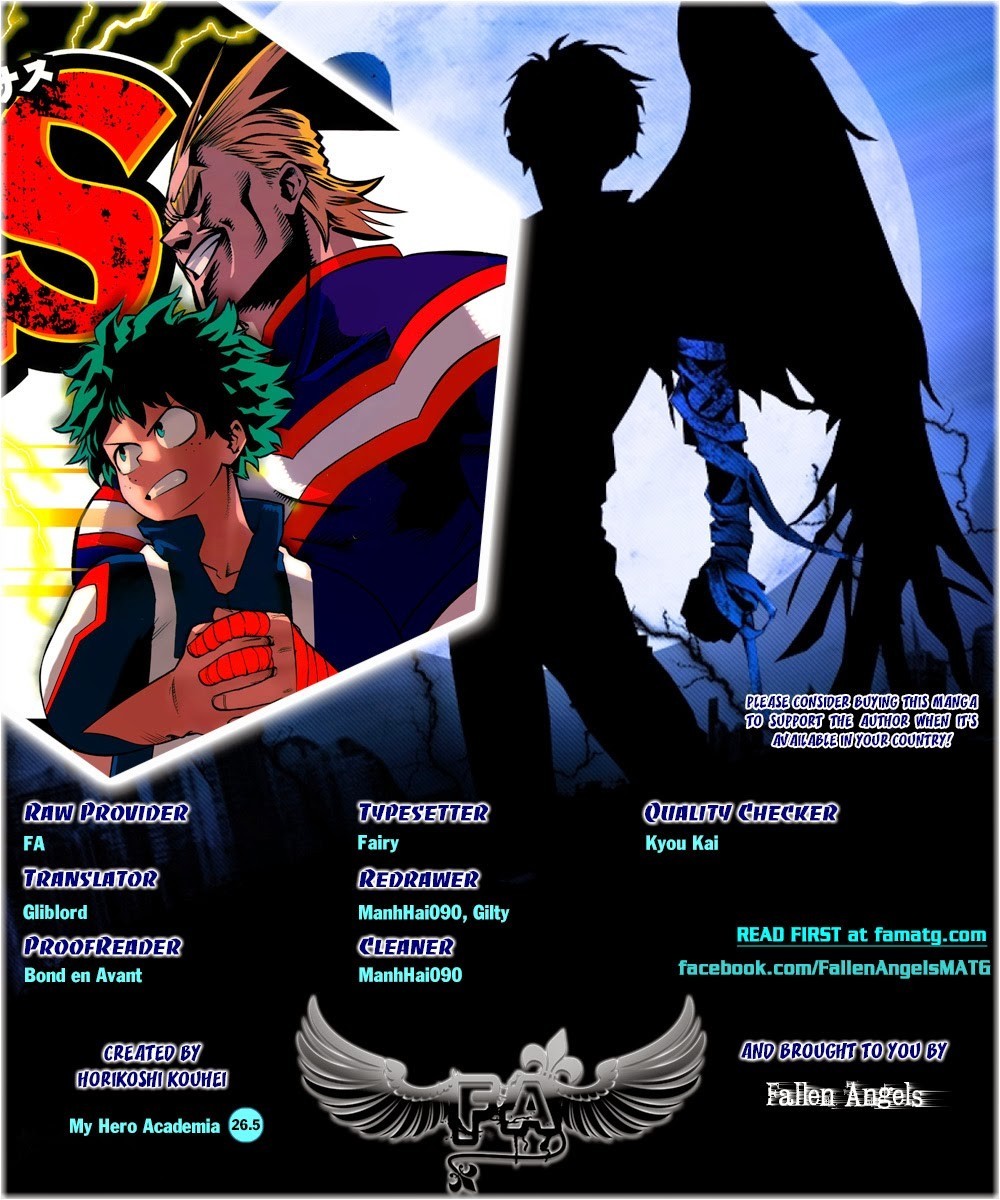 ナス
S
PLEASE CONSIDER BUYING THIS MANGA
TO SUPPORT THE AUTHOR WHEN IT'S
AVAILABLE IN YOUR COUNTRY!
RAW PROVIDER
FA
TRANSLATOR
Gliblord
PROOFREADER
Bond en Avant
TYPESETTER
Fairy
REDRAWER
ManhHai090, Gilty
CLEANER
ManhHai090
QUALITY CHECKER
Kyou Kai
READ FIRST at famatg.com
facebook.com/FallenAngelsMATG
CREATED BY
HORIKOSHI KOUHEI
My Hero Academia 26.5
FA
AND BROUGHT TO YOU BY
Fallen Angels